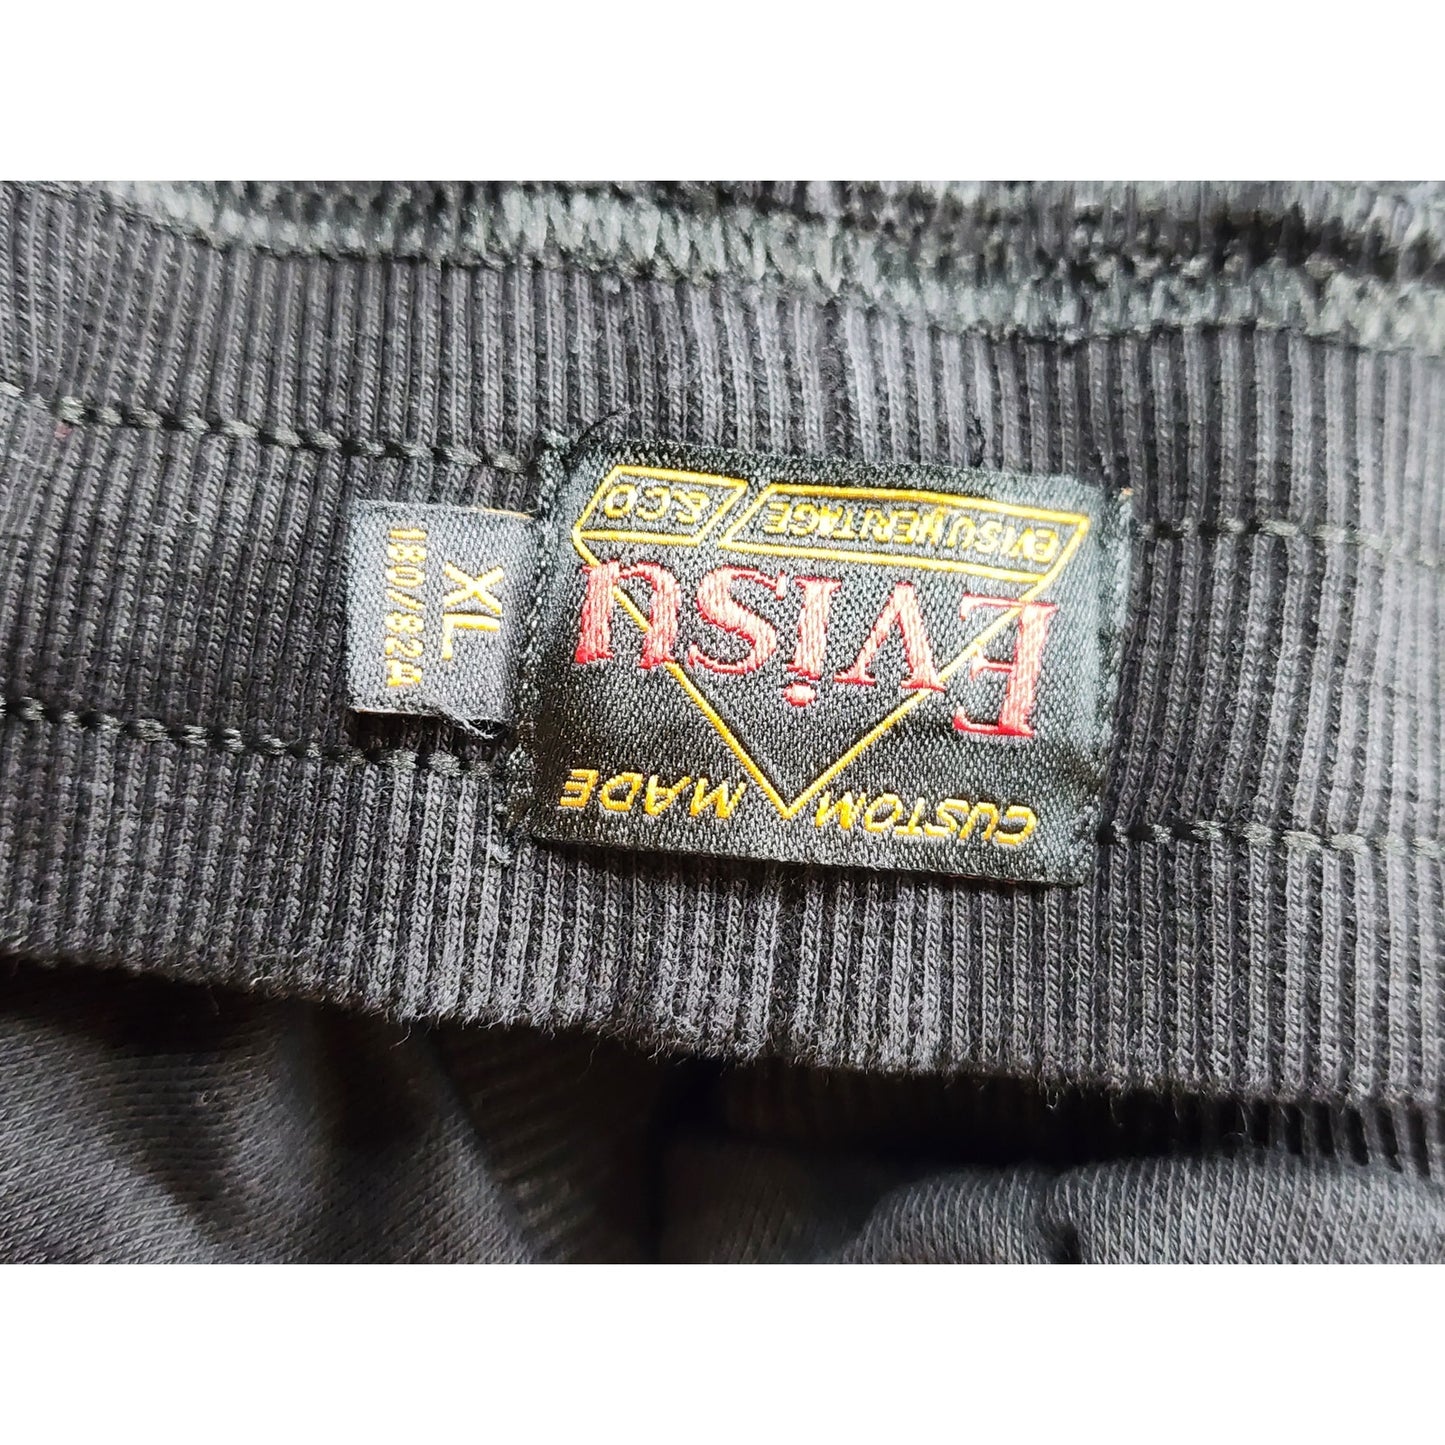 EVISU HERITAGE &CO
Evisu
CUSTOM MADE
XL
180//82A